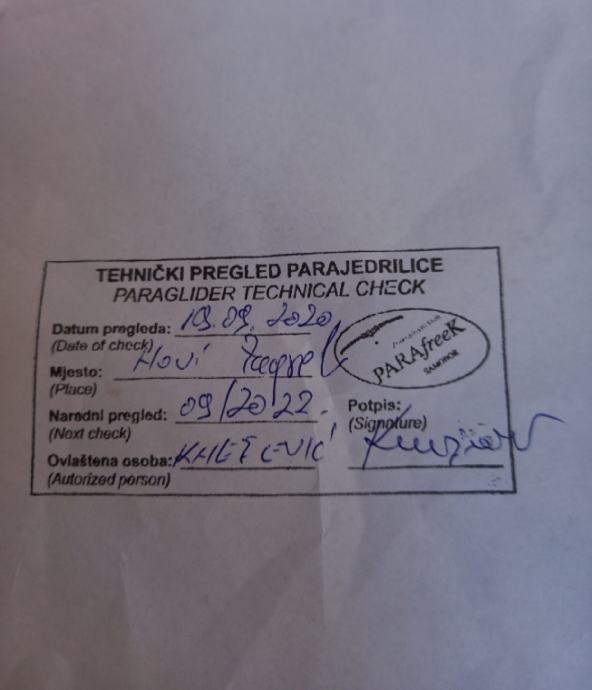 TEHNIČKI PREGLED PARAJEDRILICE
PARAGLIDER TECHNICAL CHECK
Datum pregleda: 19.09.2020
(Date of check)
Mjesto: Novi Zagreb
(Place)
Naredni pregled: 09/2022.
(Next check)
Ovlaštena osoba:
(Autorized person)
PARAfreeK
SAMOBOR
Potpis:
(Signature)